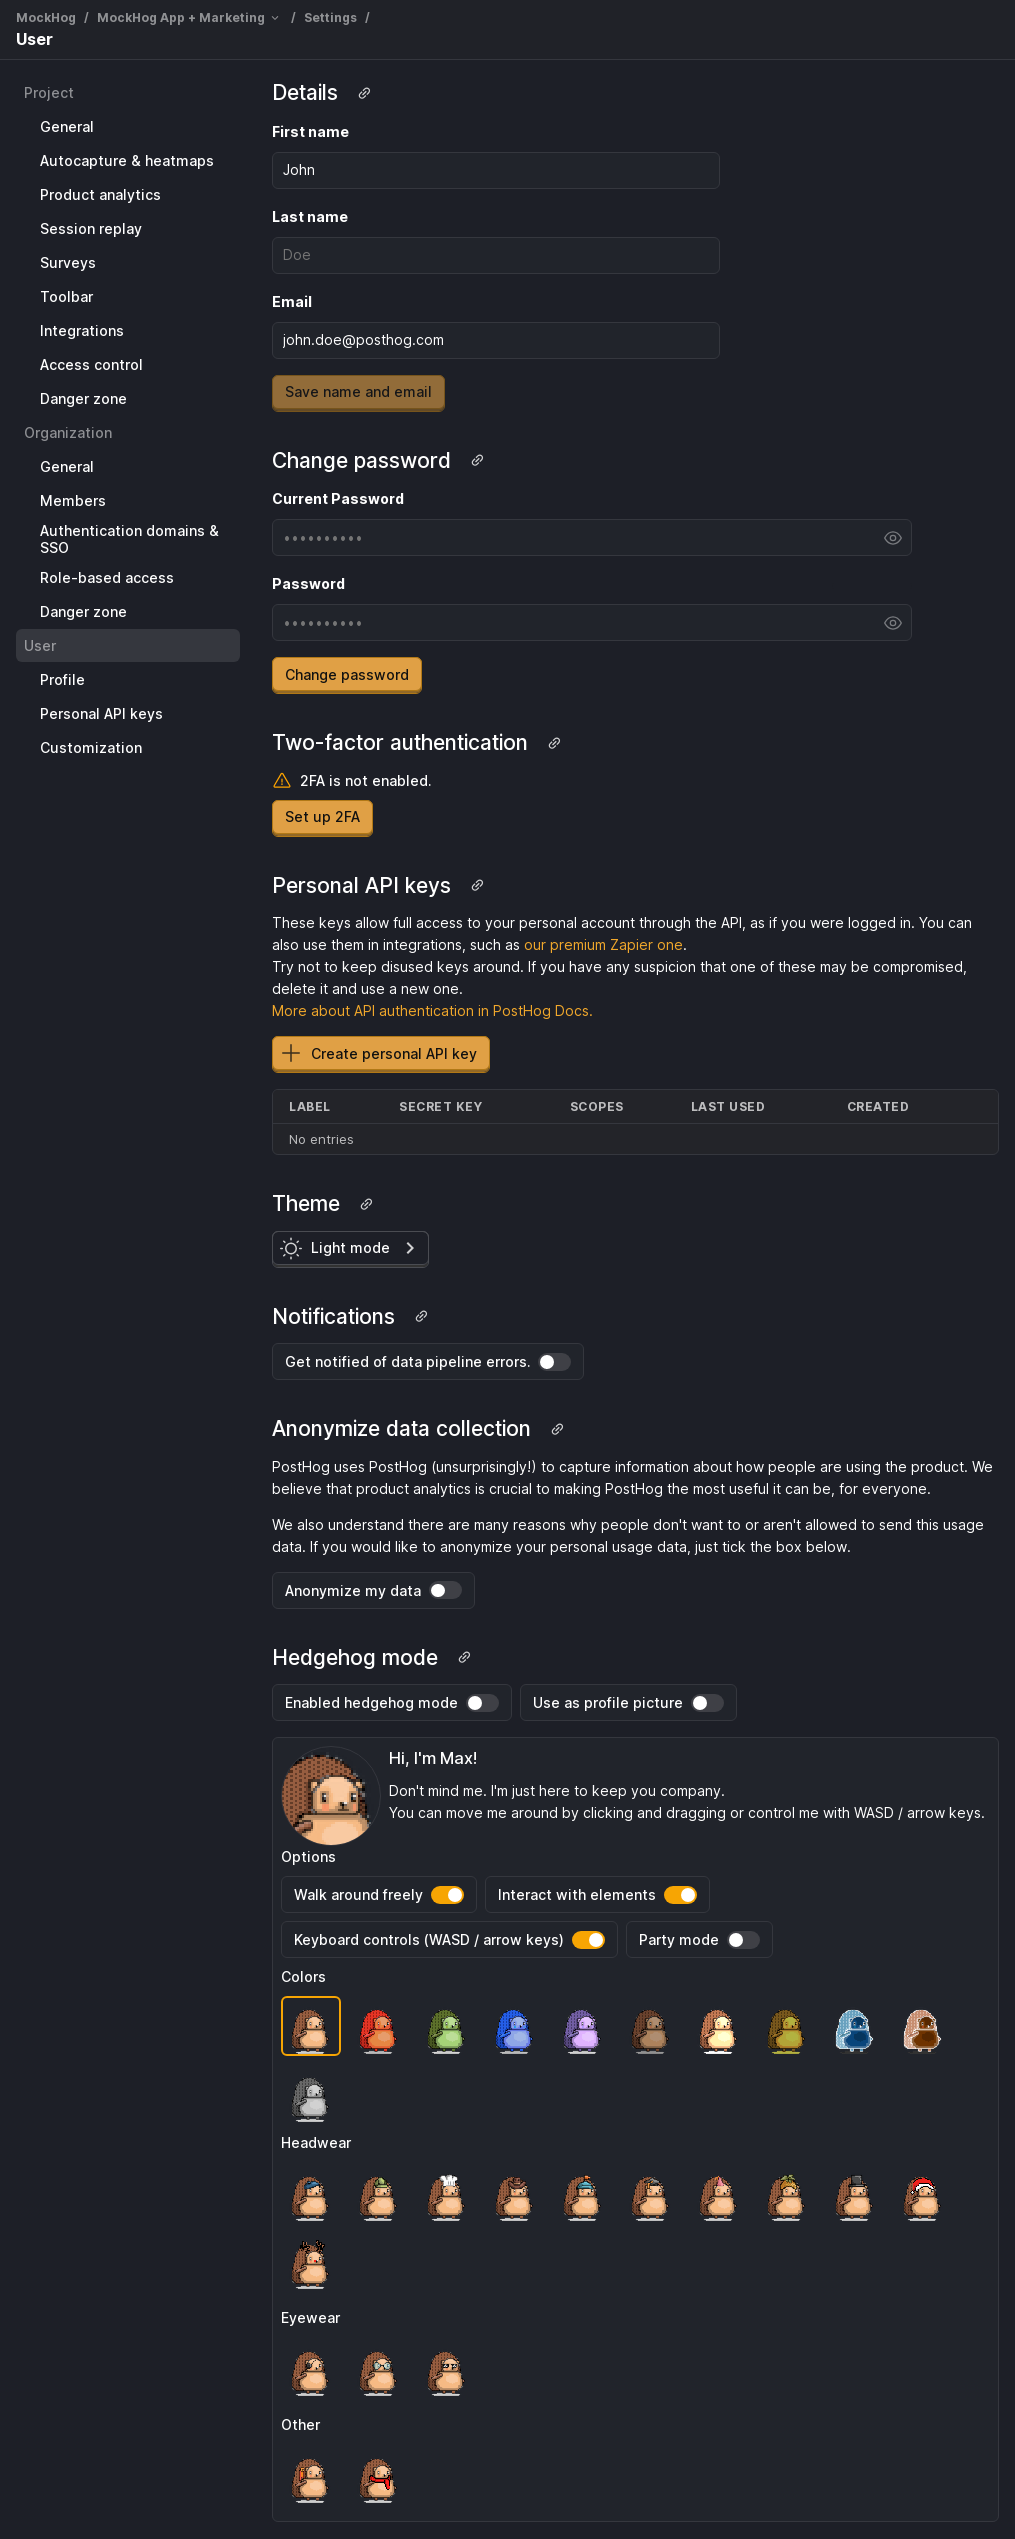 MockHog / MockHog App + Marketing / Settings /
User
Project
General
Autocapture & heatmaps
Product analytics
Session replay
Surveys
Toolbar
Integrations
Access control
Danger zone
Organization
General
Members
Authentication domains &
SSO
Role-based access
Danger zone
User
Profile
Personal API keys
Customization
Details
First name
John
Last name
Doe
Email
john.doe@posthog.com
Save name and email
Change password
Current Password
••••••••••
Password
••••••••••
Change password
Two-factor authentication
2FA is not enabled.
Set up 2FA
Personal API keys
These keys allow full access to your personal account through the API, as if you were logged in. You can
also use them in integrations, such as our premium Zapier one.
Try not to keep disused keys around. If you have any suspicion that one of these may be compromised,
delete it and use a new one.
More about API authentication in PostHog Docs.
Create personal API key
LABEL SECRET KEY SCOPES LAST USED CREATED
No entries
Theme
Light mode
Notifications
Get notified of data pipeline errors.
Anonymize data collection
PostHog uses PostHog (unsurprisingly!) to capture information about how people are using the product. We
believe that product analytics is crucial to making PostHog the most useful it can be, for everyone.
We also understand there are many reasons why people don't want to or aren't allowed to send this usage
data. If you would like to anonymize your personal usage data, just tick the box below.
Anonymize my data
Hedgehog mode
Enabled hedgehog mode Use as profile picture
Hi, I'm Max!
Don't mind me. I'm just here to keep you company.
You can move me around by clicking and dragging or control me with WASD / arrow keys.
Options
Walk around freely Interact with elements
Keyboard controls (WASD / arrow keys) Party mode
Colors
Headwear
Eyewear
Other